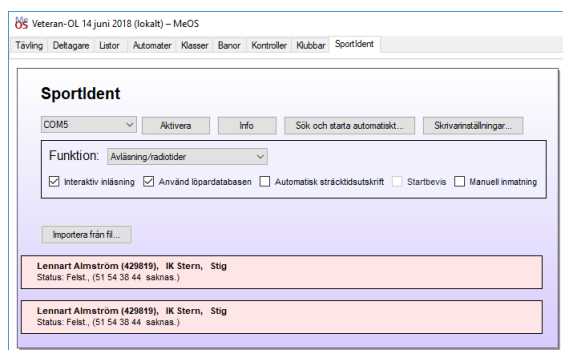 MeOS Veteran-OL 14 juni 2018 (lokalt) – MeOS
Tävling Deltagare Listor Automater Klasser Banor Kontroller Klubbar SportIdent
SportIdent
COM5 Aktivera Info Sök och starta automatiskt... Skrivarinställningar...
Funktion: Avläsning/radiotider
Interaktiv inläsning Använd löpardatabasen Automatisk sträcktidsutskrift Startbevis Manuell inmatning
Importera från fil...
Lennart Almström (429819), IK Stern, Stig
Status: Felst., (51 54 38 44 saknas.)
Lennart Almström (429819), IK Stern, Stig
Status: Felst., (51 54 38 44 saknas.)